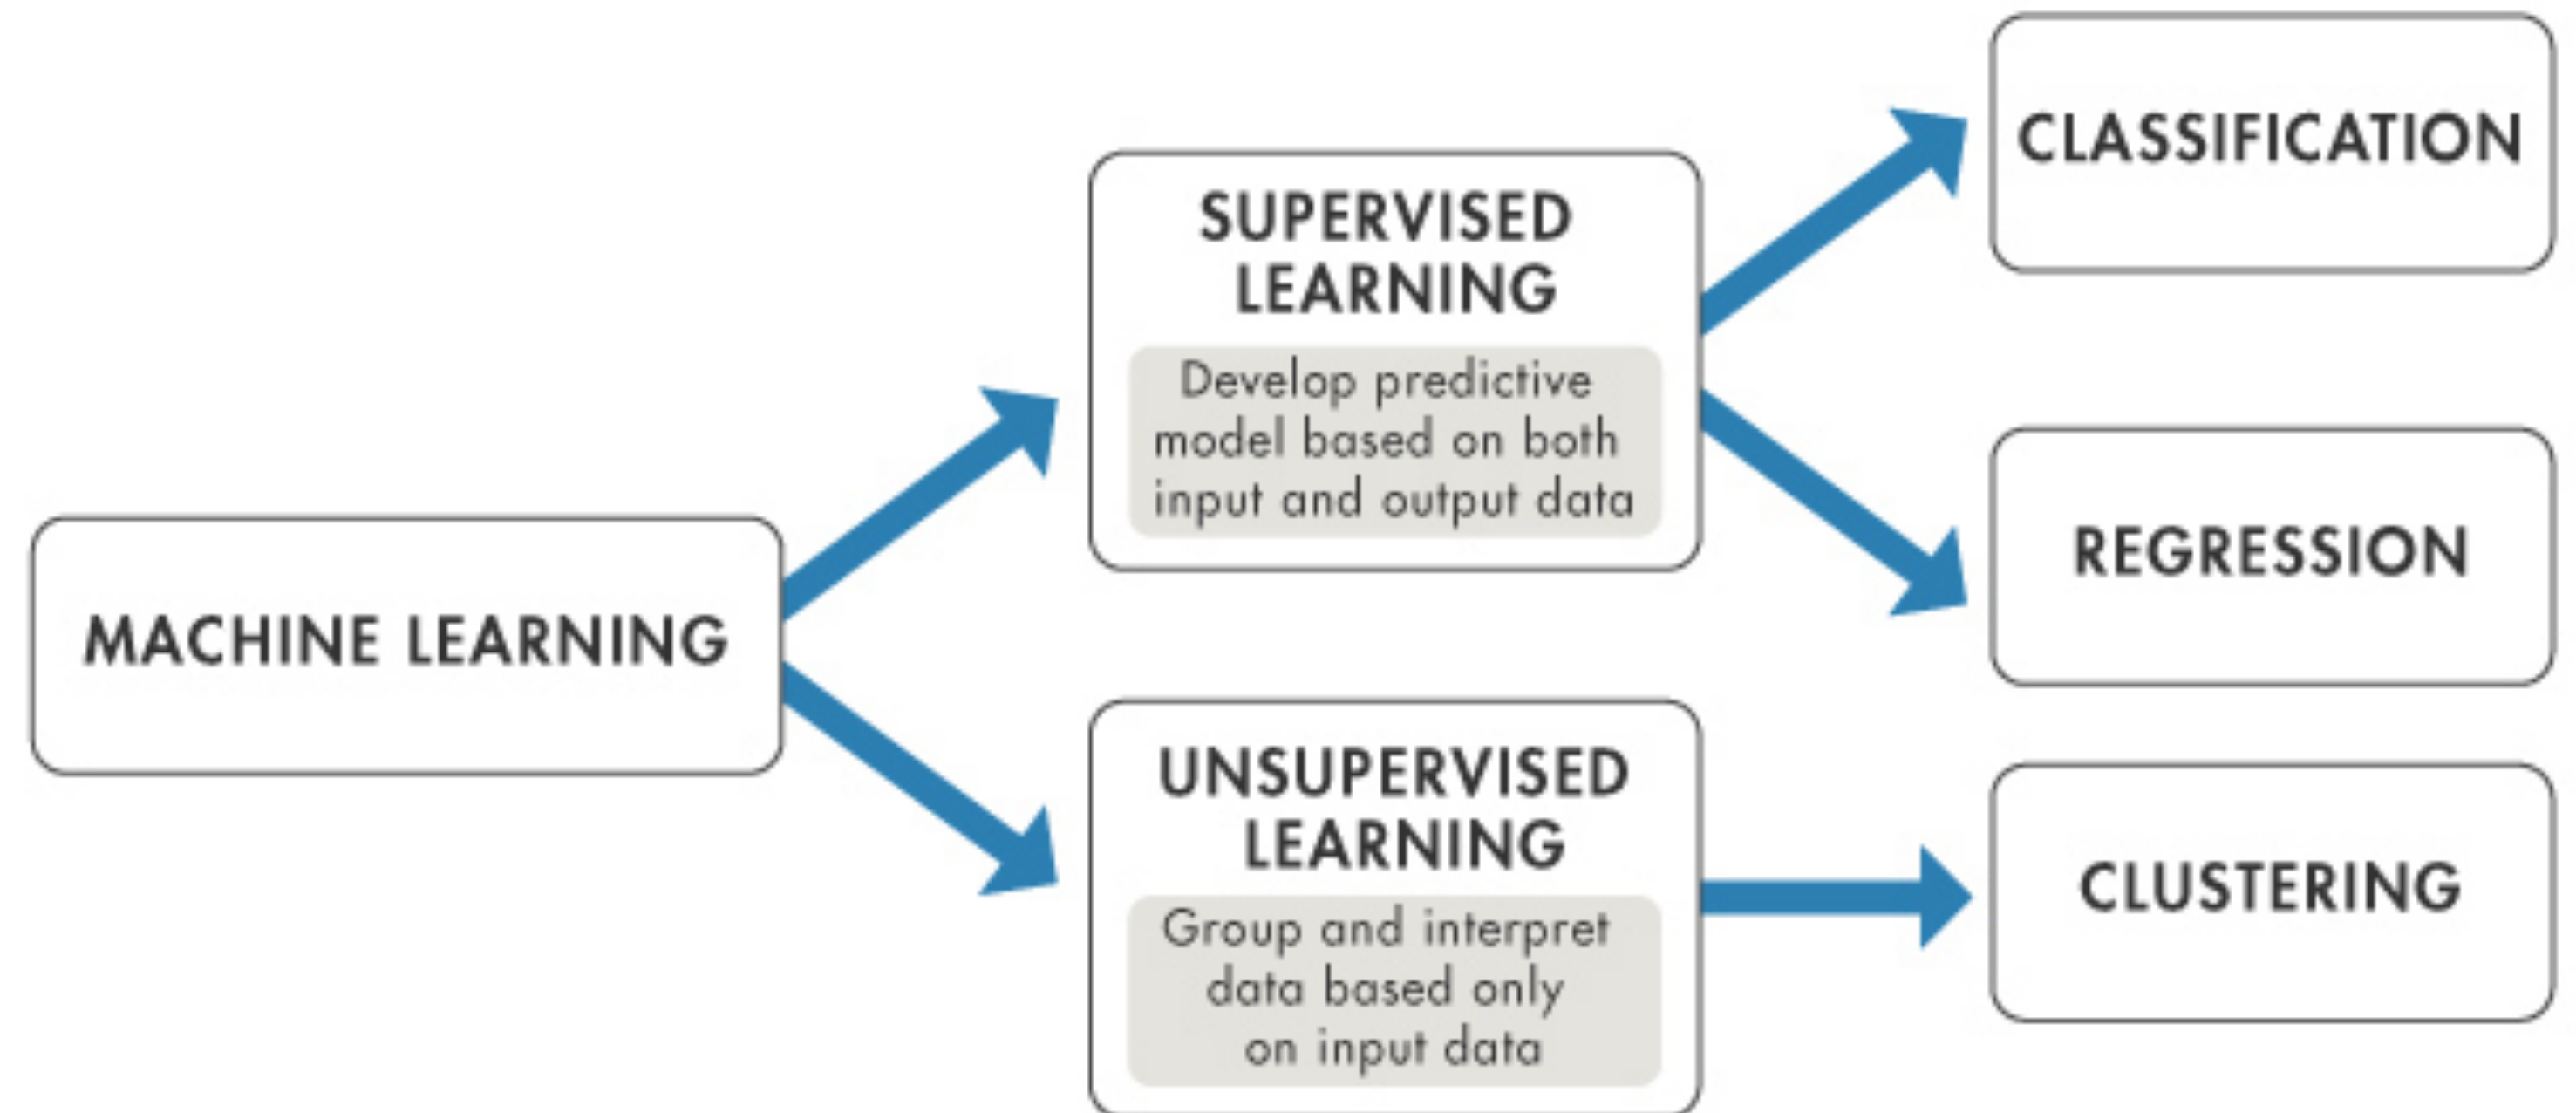 MACHINE LEARNING
SUPERVISED
LEARNING
Develop predictive
model based on both
input and output data
UNSUPERVISED
LEARNING
Group and interpret
data based only
on input data
CLASSIFICATION
REGRESSION
CLUSTERING